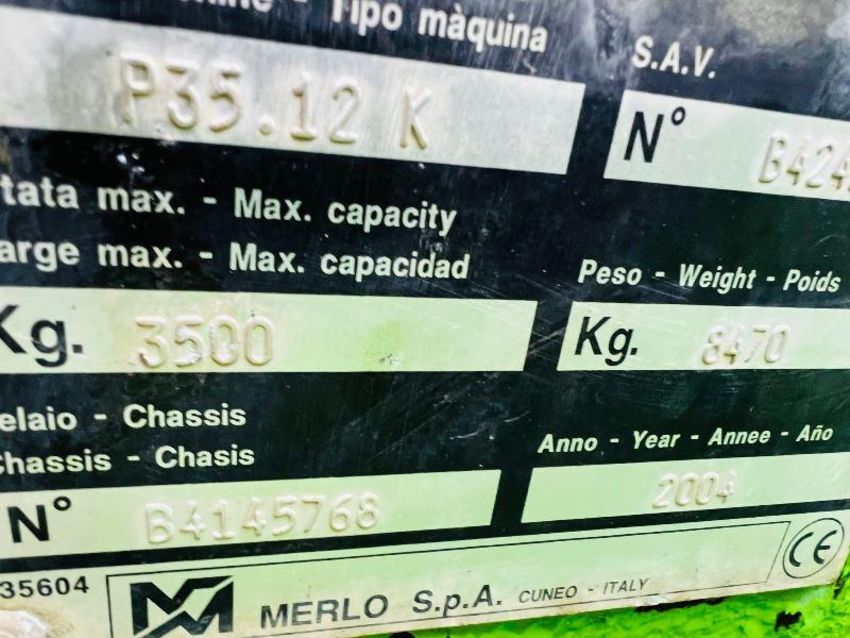 Tipo màquina
S.A.V.
P35.12 K
N°
tata max. - Max. capacity
arge max. - Max. capacidad
Peso - Weight - Poids
Kg. 3500
Kg. 8470
elaio - Chassis
Chassis - Chasis
Anno - Year - Annee - Año
N° B4145768
2004
35604
MERLO S.p.A. CUNEO - ITALY
CE